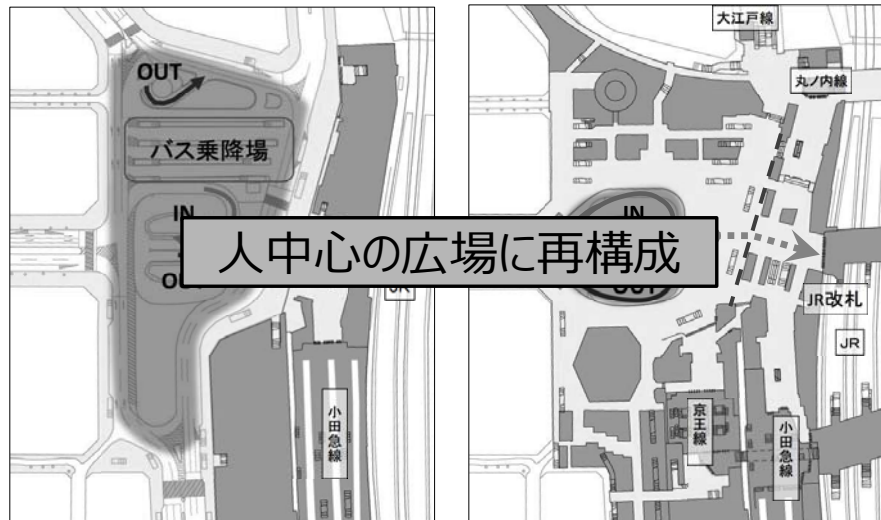 OUT
バス乗降場
IN
OUT
人中心の広場に再構成
JR
小田急線
大江戸線
丸ノ内線
IN
OUT
JR改札
JR
京王線
小田急線